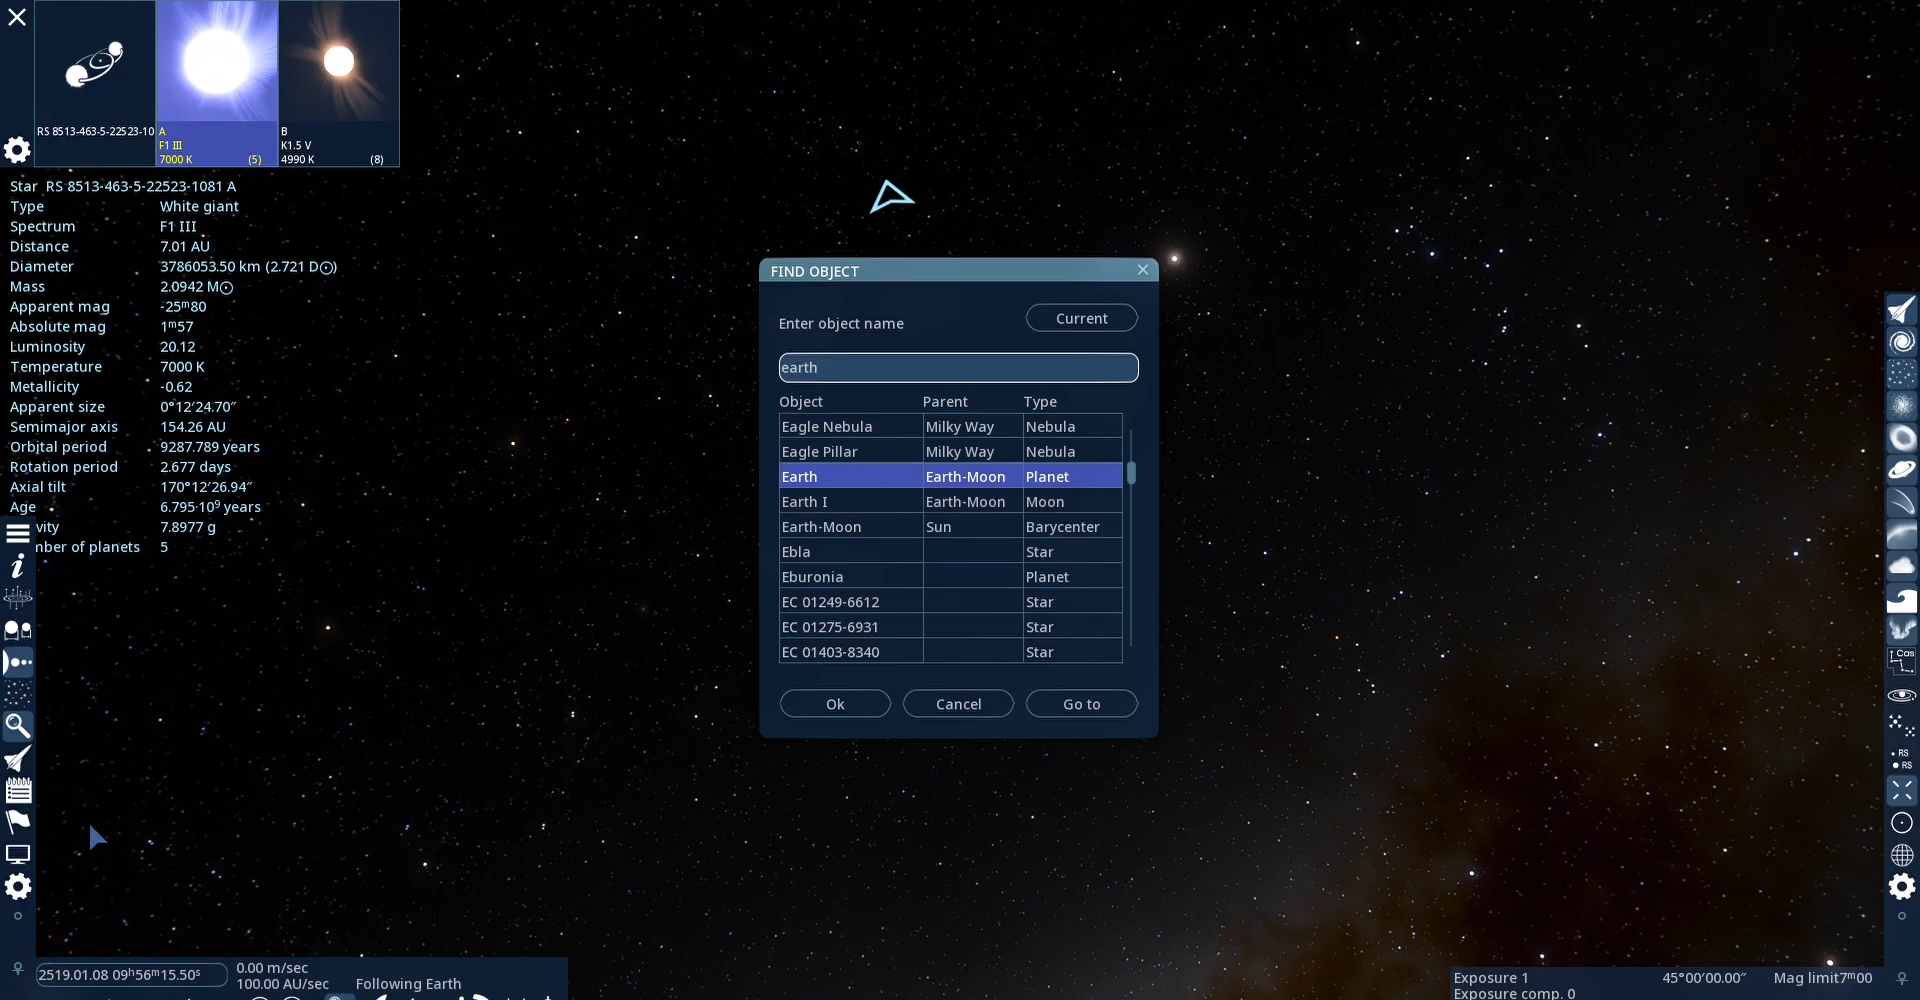 RS 8513-463-5-22523-10
A
F1 III
7000 K (5)
B
K1.5 V
4990 K (8)
Star RS 8513-463-5-22523-1081 A
Type White giant
Spectrum F1 III
Distance 7.01 AU
Diameter 3786053.50 km (2.721 D☉)
Mass 2.0942 M☉
Apparent mag -25ᵐ80
Absolute mag 1ᵐ57
Luminosity 20.12
Temperature 7000 K
Metallicity -0.62
Apparent size 0°12′24.70″
Semimajor axis 154.26 AU
Orbital period 9287.789 years
Rotation period 2.677 days
Axial tilt 170°12′26.94″
Age 6.795·10⁹ years
vity 7.8977 g
mber of planets 5
FIND OBJECT
Enter object name
Current
earth
Object Parent Type
Eagle Nebula Milky Way Nebula
Eagle Pillar Milky Way Nebula
Earth Earth-Moon Planet
Earth I Earth-Moon Moon
Earth-Moon Sun Barycenter
Ebla Star
Eburonia Planet
EC 01249-6612 Star
EC 01275-6931 Star
EC 01403-8340 Star
Ok Cancel Go to
Cas
RS
RS
2519.01.08 09ʰ56ᵐ15.50ˢ
0.00 m/sec
100.00 AU/sec
Following Earth
Exposure 1 45°00′00.00″ Mag limit7ᵐ00
Exposure comp. 0